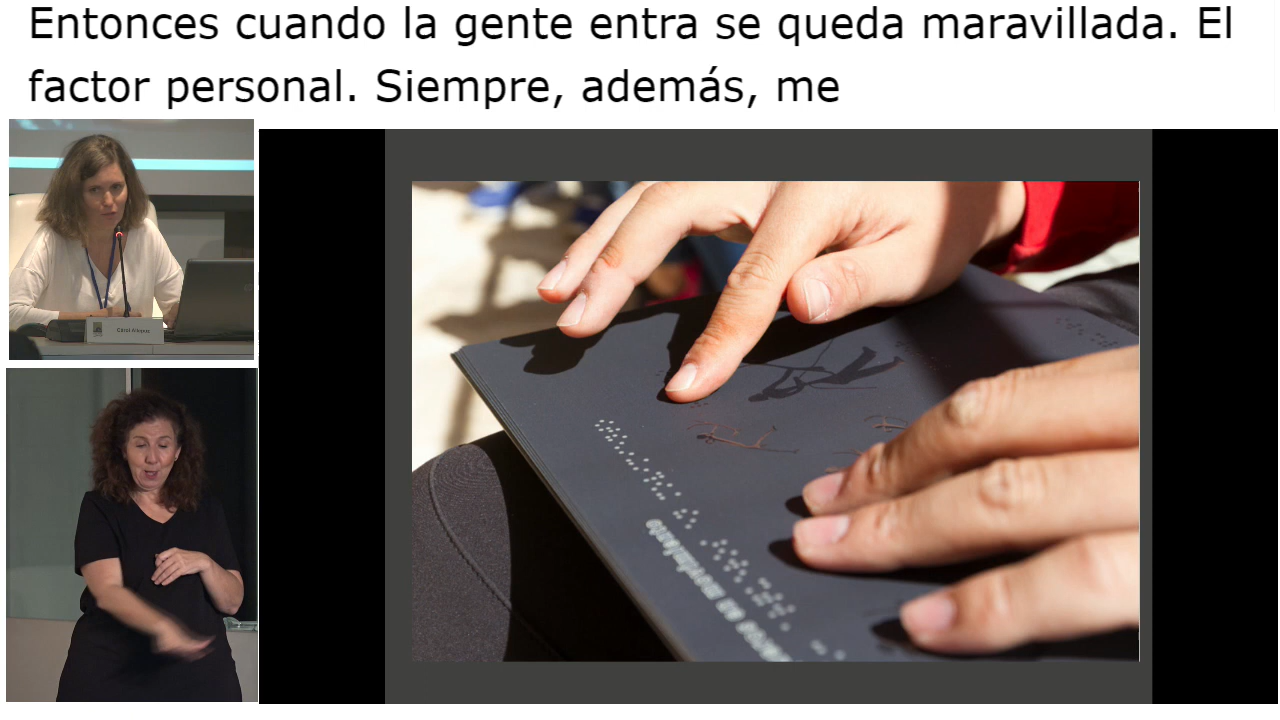 Entonces cuando la gente entra se queda maravillada. El
factor personal. Siempre, además, me